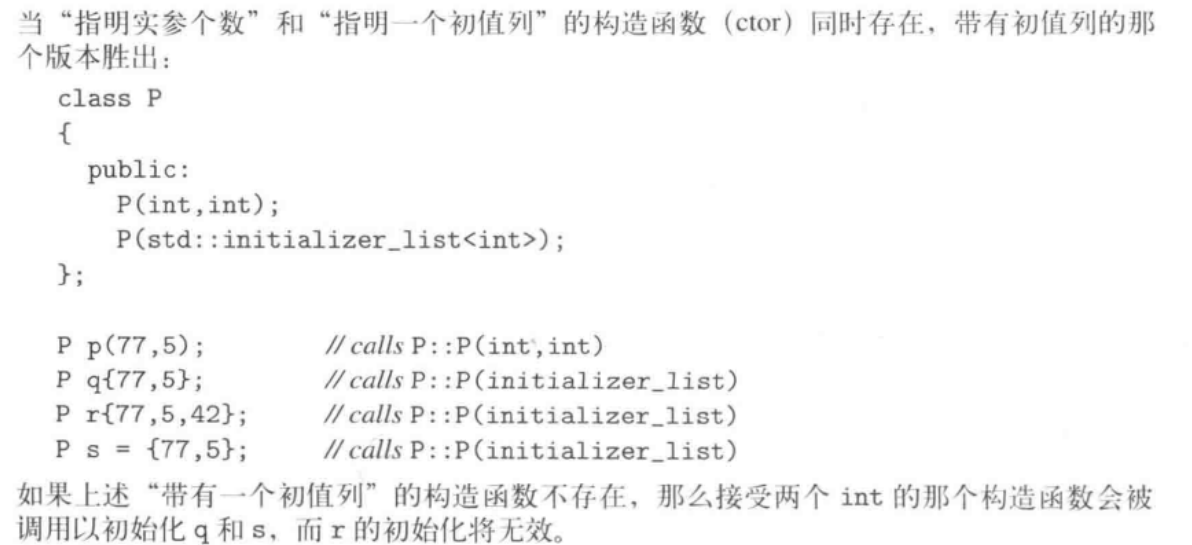 当“指明实参个数”和“指明一个初值列”的构造函数（ctor）同时存在，带有初值列的那
个版本胜出：
class P
{
public:
P(int,int);
P(std::initializer_list<int>);
};
P p(77,5); // calls P::P(int,int)
P q{77,5}; // calls P::P(initializer_list)
P r{77,5,42}; // calls P::P(initializer_list)
P s = {77,5}; // calls P::P(initializer_list)
如果上述“带有一个初值列”的构造函数不存在，那么接受两个 int 的那个构造函数会被
调用以初始化 q 和 s，而 r 的初始化将无效。